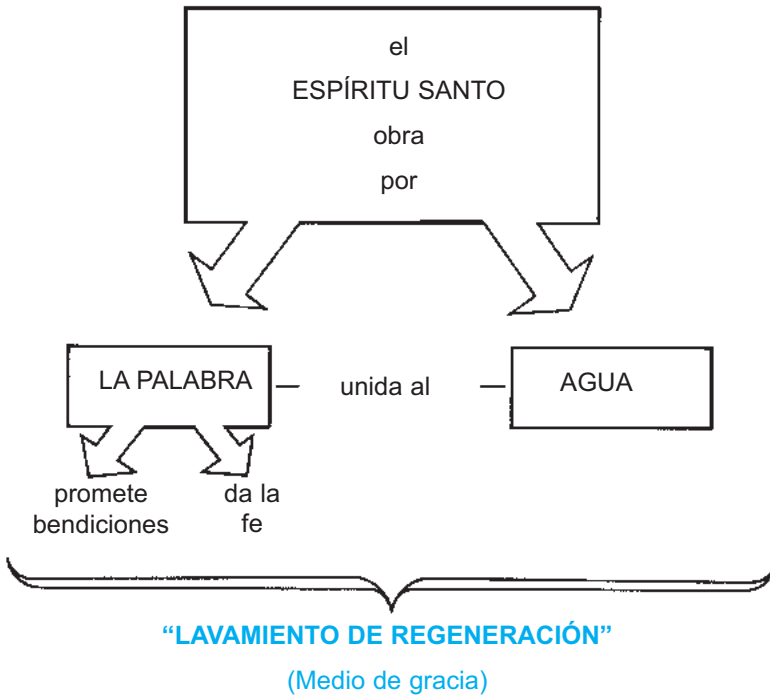 el
ESPÍRITU SANTO
obra
por
LA PALABRA — unida al — AGUA
promete
bendiciones
da la
fe
“LAVAMIENTO DE REGENERACIÓN”
(Medio de gracia)